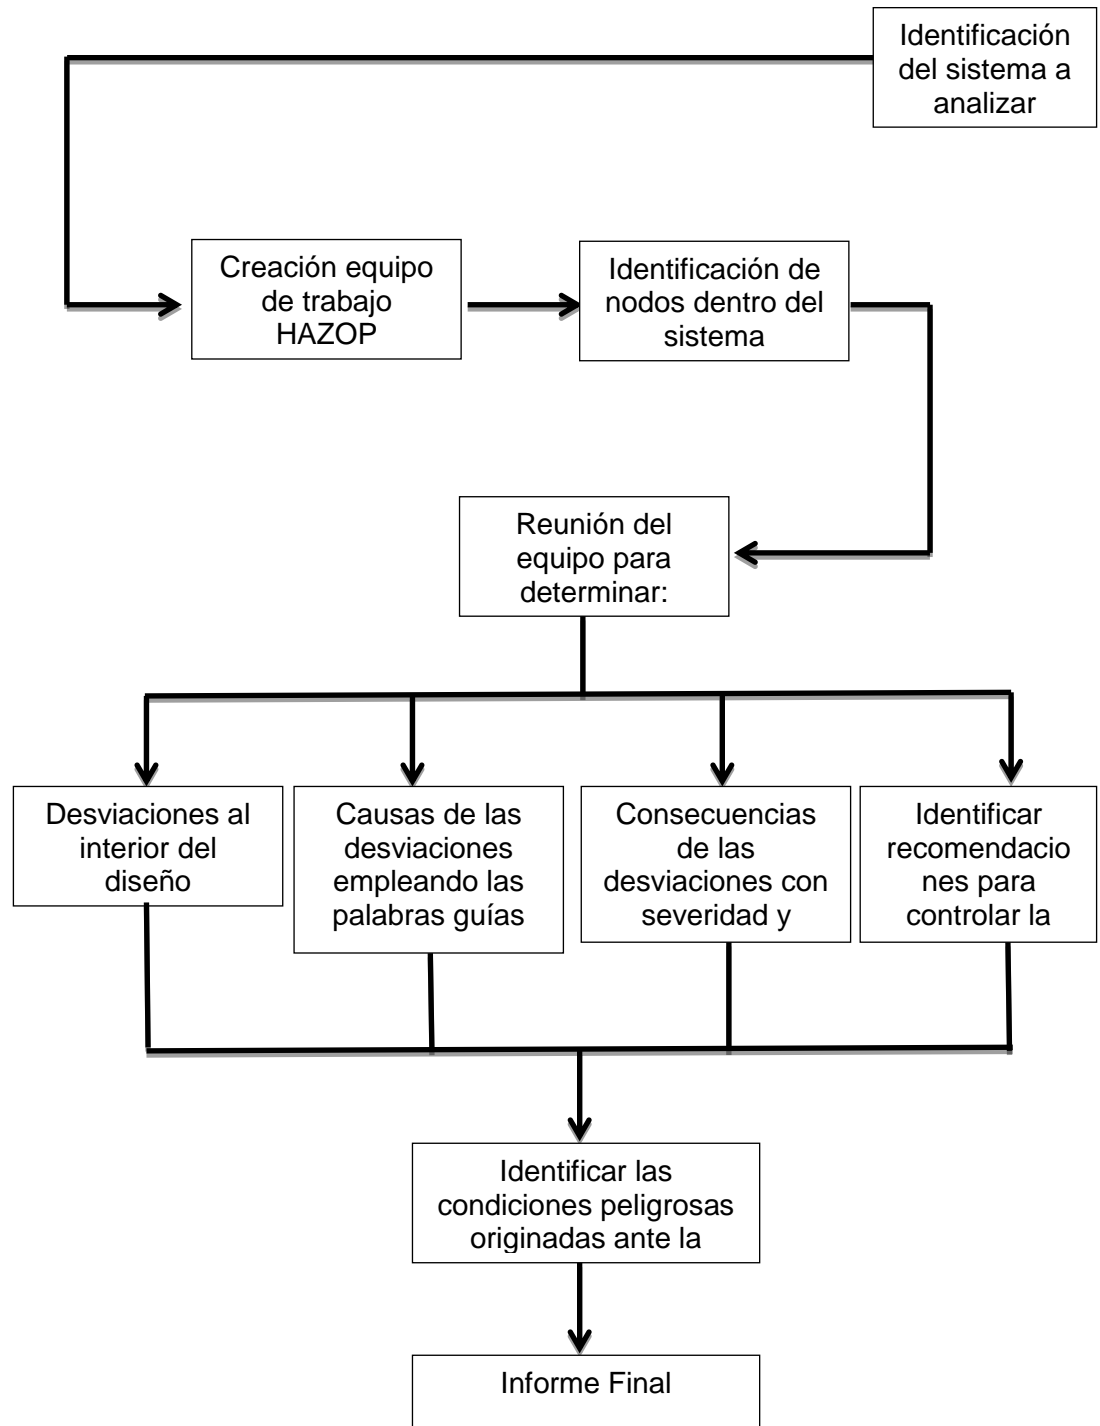 Identificación
del sistema a
analizar
Creación equipo
de trabajo
HAZOP
Identificación de
nodos dentro del
sistema
Reunión del
equipo para
determinar:
Desviaciones al
interior del
diseño
Causas de las
desviaciones
empleando las
palabras guías
Consecuencias
de las
desviaciones con
severidad y
Identificar
recomendacio
nes para
controlar la
Identificar las
condiciones peligrosas
originadas ante la
Informe Final